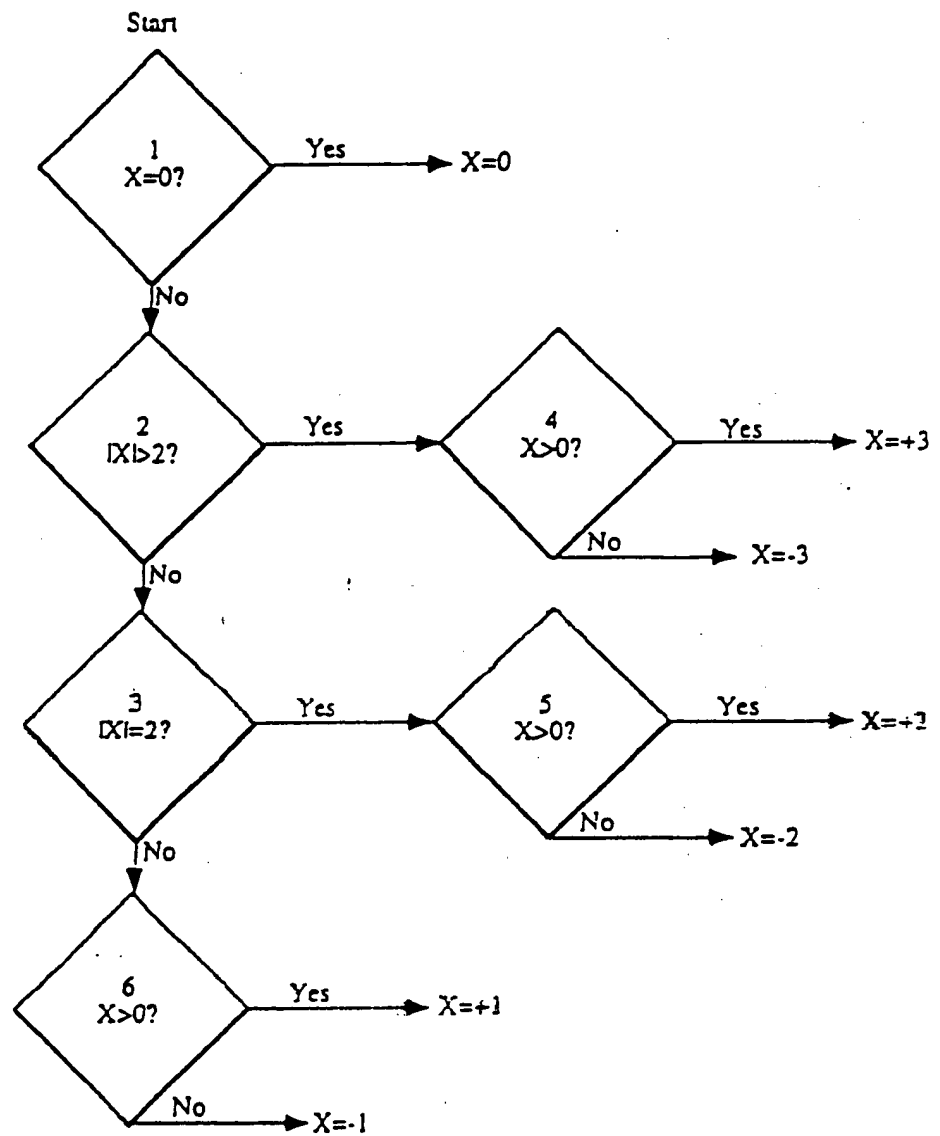 Start
1
X=0?
Yes
X=0
No
2
|X|>2?
Yes
4
X>0?
Yes
X=+3
No
X=-3
No
3
|X|=2?
Yes
5
X>0?
Yes
X=+2
No
X=-2
No
6
X>0?
Yes
X=+1
No
X=-1